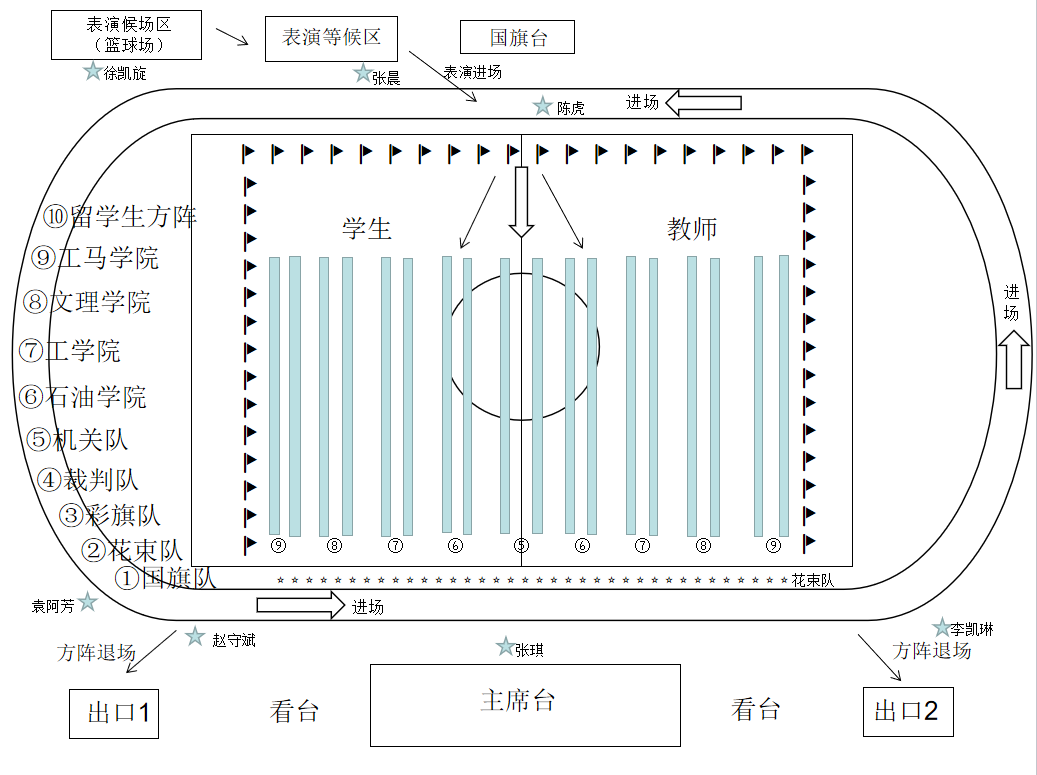 表演候场区
（篮球场）
表演等候区
国旗台
徐凯旋
张晨
表演进场
陈虎
进场
学生
教师
⑩留学生方阵
⑨工马学院
⑧文理学院
⑦工学院
⑥石油学院
⑤机关队
④裁判队
③彩旗队
②花束队
①国旗队
进
场
⑨ ⑧ ⑦ ⑥ ⑤ ⑥ ⑦ ⑧ ⑨
花束队
袁阿芳
进场
赵守斌
张琪
李凯琳
方阵退场
方阵退场
出口1
看台
主席台
看台
出口2